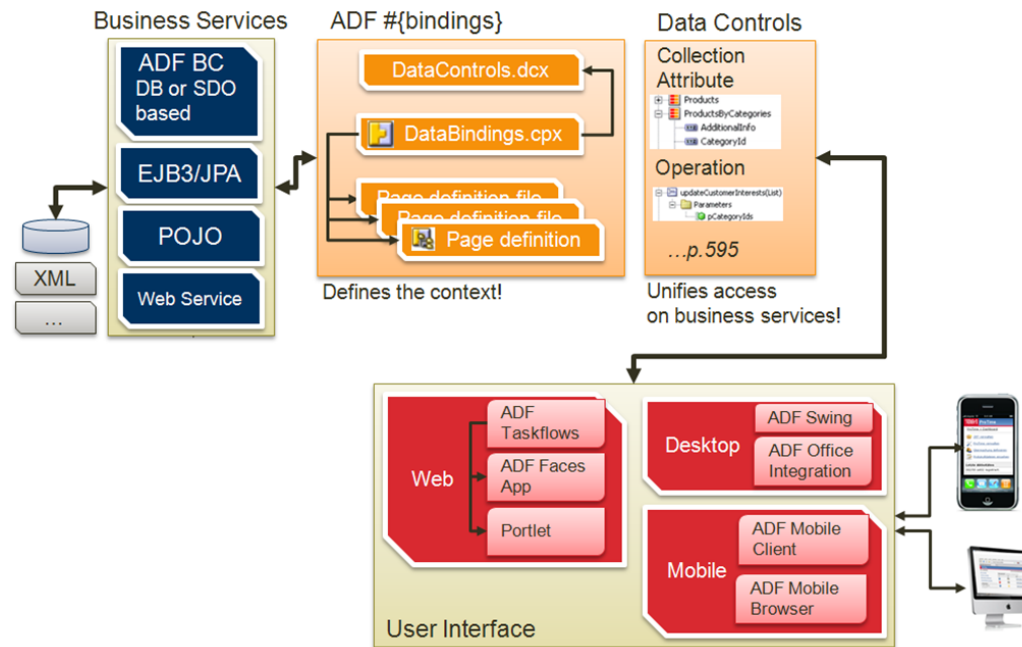 Business Services
ADF BC
DB or SDO
based
EJB3/JPA
POJO
Web Service
XML
...
ADF #{bindings}
DataControls.dcx
DataBindings.cpx
Page definition file
Page definition file
Page definition
Defines the context!
Data Controls
Collection
Attribute
Products
ProductsByCategories
AdditionalInfo
CategoryId
Operation
updateCustomerInterests(List)
Parameters
pCategoryIds
...p.595
Unifies access
on business services!
Web
ADF
Taskflows
ADF Faces
App
Portlet
Desktop
ADF Swing
ADF Office
Integration
Mobile
ADF Mobile
Client
ADF Mobile
Browser
User Interface